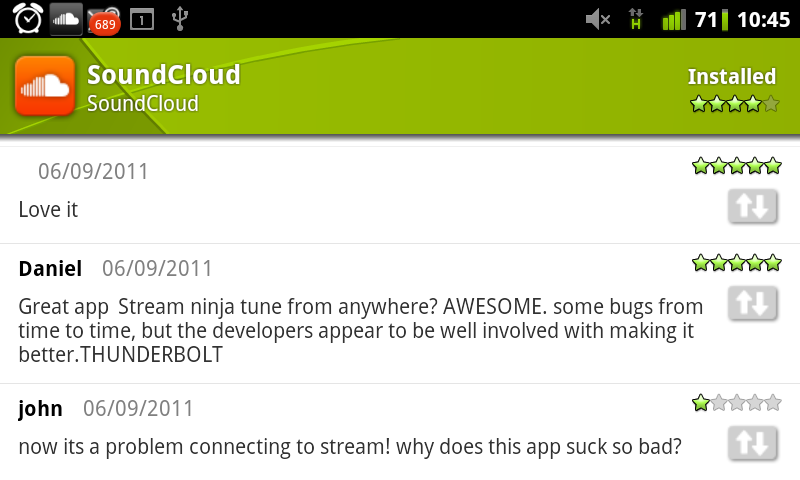 689 1 H 71 10:45
SoundCloud Installed
SoundCloud
06/09/2011
Love it
Daniel 06/09/2011
Great app  Stream ninja tune from anywhere? AWESOME. some bugs from
time to time, but the developers appear to be well involved with making it
better.THUNDERBOLT
john 06/09/2011
now its a problem connecting to stream! why does this app suck so bad?